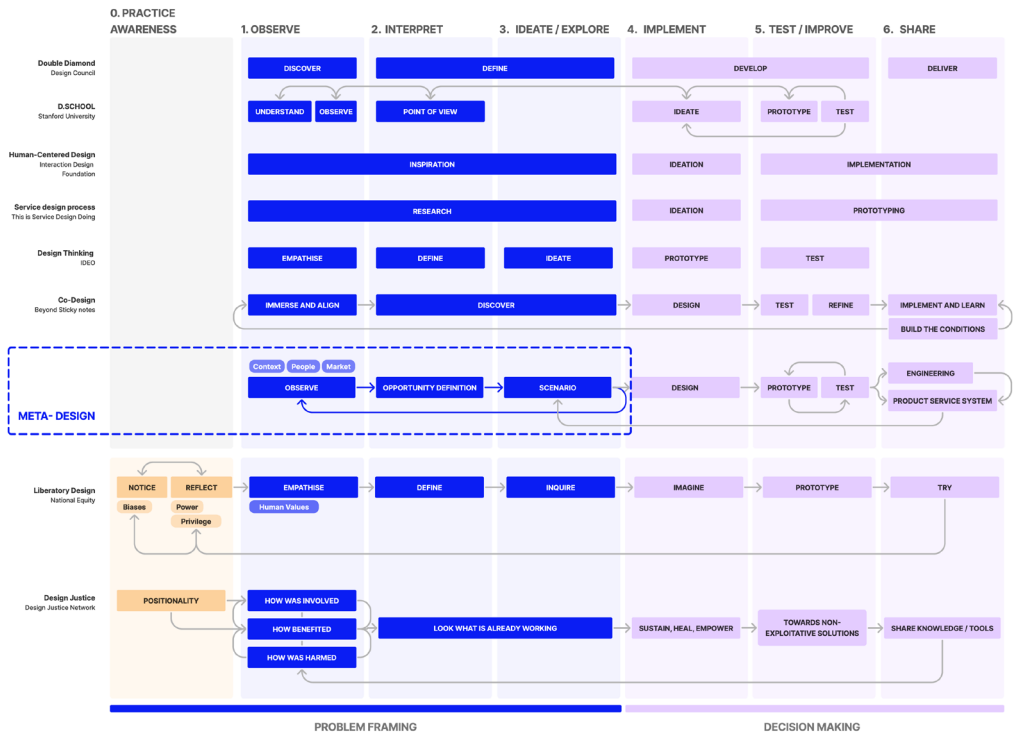 0. PRACTICE
AWARENESS
1. OBSERVE
2. INTERPRET
3. IDEATE / EXPLORE
4. IMPLEMENT
5. TEST / IMPROVE
6. SHARE
Double Diamond
Design Council
DISCOVER
DEFINE
DEVELOP
DELIVER
D.SCHOOL
Stanford University
UNDERSTAND
OBSERVE
POINT OF VIEW
IDEATE
PROTOTYPE
TEST
Human-Centered Design
Interaction Design
Foundation
INSPIRATION
IDEATION
IMPLEMENTATION
Service design process
This is Service Design Doing
RESEARCH
IDEATION
PROTOTYPING
Design Thinking
IDEO
EMPATHISE
DEFINE
IDEATE
PROTOTYPE
TEST
Co-Design
Beyond Sticky notes
IMMERSE AND ALIGN
DISCOVER
DESIGN
TEST
REFINE
IMPLEMENT AND LEARN
BUILD THE CONDITIONS
META- DESIGN
Context
People
Market
OBSERVE
OPPORTUNITY DEFINITION
SCENARIO
DESIGN
PROTOTYPE
TEST
ENGINEERING
PRODUCT SERVICE SYSTEM
Liberatory Design
National Equity
NOTICE
REFLECT
Biases
Power
Privilege
EMPATHISE
Human Values
DEFINE
INQUIRE
IMAGINE
PROTOTYPE
TRY
Design Justice
Design Justice Network
POSITIONALITY
HOW WAS INVOLVED
HOW BENEFITED
HOW WAS HARMED
LOOK WHAT IS ALREADY WORKING
SUSTAIN, HEAL, EMPOWER
TOWARDS NON-
EXPLOITATIVE SOLUTIONS
SHARE KNOWLEDGE / TOOLS
PROBLEM FRAMING
DECISION MAKING